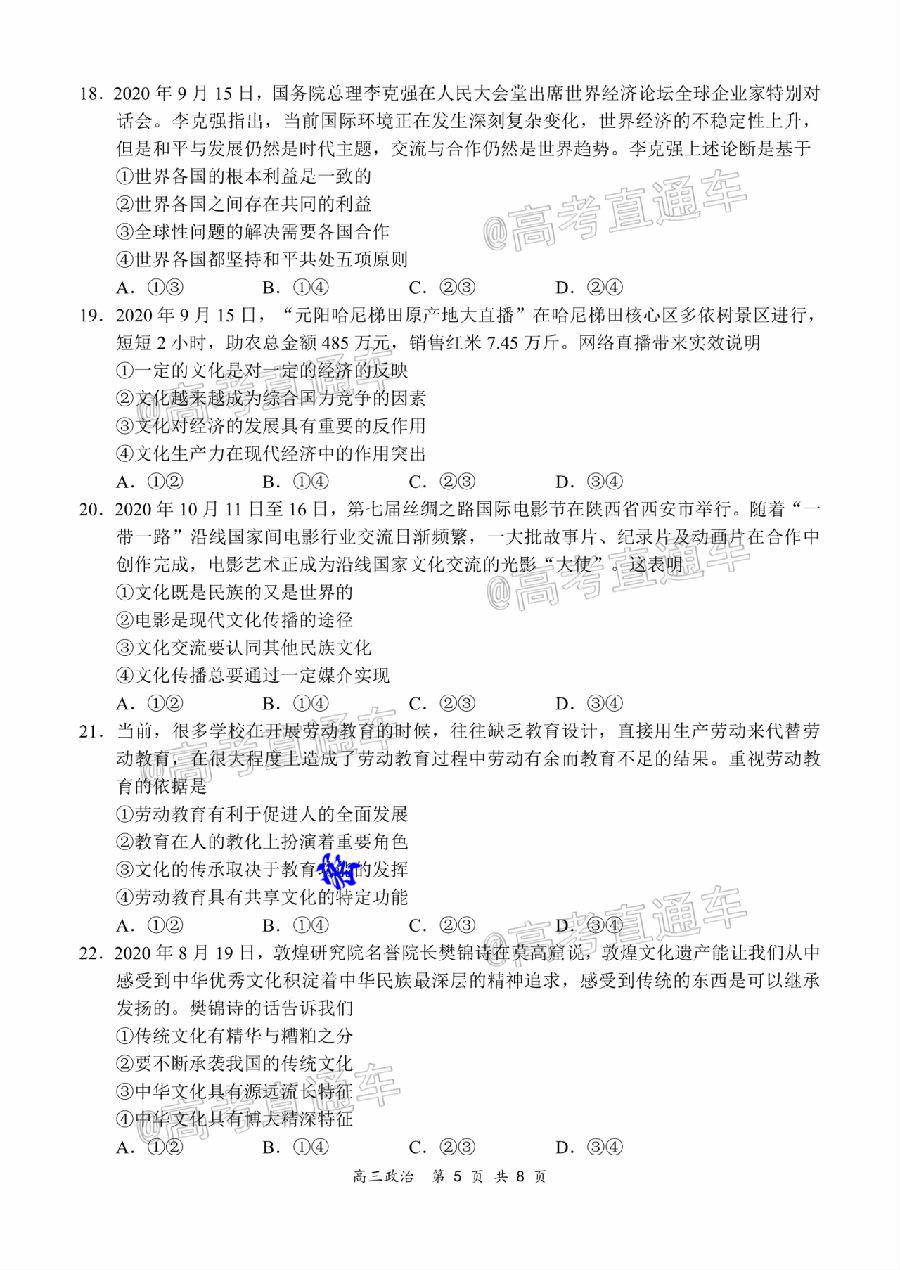 18．2020 年 9 月 15 日，国务院总理李克强在人民大会堂出席世界经济论坛全球企业家特别对
话会。李克强指出，当前国际环境正在发生深刻复杂变化，世界经济的不稳定性上升，
但是和平与发展仍然是时代主题，交流与合作仍然是世界趋势。李克强上述论断是基于
①世界各国的根本利益是一致的
②世界各国之间存在共同的利益
③全球性问题的解决需要各国合作
④世界各国都坚持和平共处五项原则
@高考直通车
A．①③ B．①④ C．②③ D．②④
19．2020 年 9 月 15 日，“元阳哈尼梯田原产地大直播”在哈尼梯田核心区多依树景区进行，
短短 2 小时，助农总金额 485 万元，销售红米 7.45 万斤。网络直播带来实效说明
①一定的文化是对一定的经济的反映
②文化越来越成为综合国力竞争的因素
③文化对经济的发展具有重要的反作用
④文化生产力在现代经济中的作用突出
@高考直通车
A．①② B．①④ C．②③ D．③④
20．2020 年 10 月 11 日至 16 日，第七届丝绸之路国际电影节在陕西省西安市举行。随着“一
带一路”沿线国家间电影行业交流日渐频繁，一大批故事片、纪录片及动画片在合作中
创作完成，电影艺术正成为沿线国家文化交流的光影“大使”。这表明
①文化既是民族的又是世界的
②电影是现代文化传播的途径
③文化交流要认同其他民族文化
④文化传播总要通过一定媒介实现
@高考直通车
A．①② B．①④ C．②③ D．③④
21．当前，很多学校在开展劳动教育的时候，往往缺乏教育设计，直接用生产劳动来代替劳
动教育，在很大程度上造成了劳动教育过程中劳动有余而教育不足的结果。重视劳动教
育的依据是
@高考直通车
①劳动教育有利于促进人的全面发展
②教育在人的教化上扮演着重要角色
③文化的传承取决于教育的发挥
④劳动教育具有共享文化的特定功能
A．①② B．①④ C．②③ D．③④
@高考直通车
22．2020 年 8 月 19 日，敦煌研究院名誉院长樊锦诗在莫高窟说，敦煌文化遗产能让我们从中
感受到中华优秀文化积淀着中华民族最深层的精神追求，感受到传统的东西是可以继承
发扬的。樊锦诗的话告诉我们
①传统文化有精华与糟粕之分
②要不断承袭我国的传统文化
③中华文化具有源远流长特征
④中华文化具有博大精深特征
@高考直通车
A．①② B．①④ C．②③ D．③④
高三政治 第 5 页 共 8 页